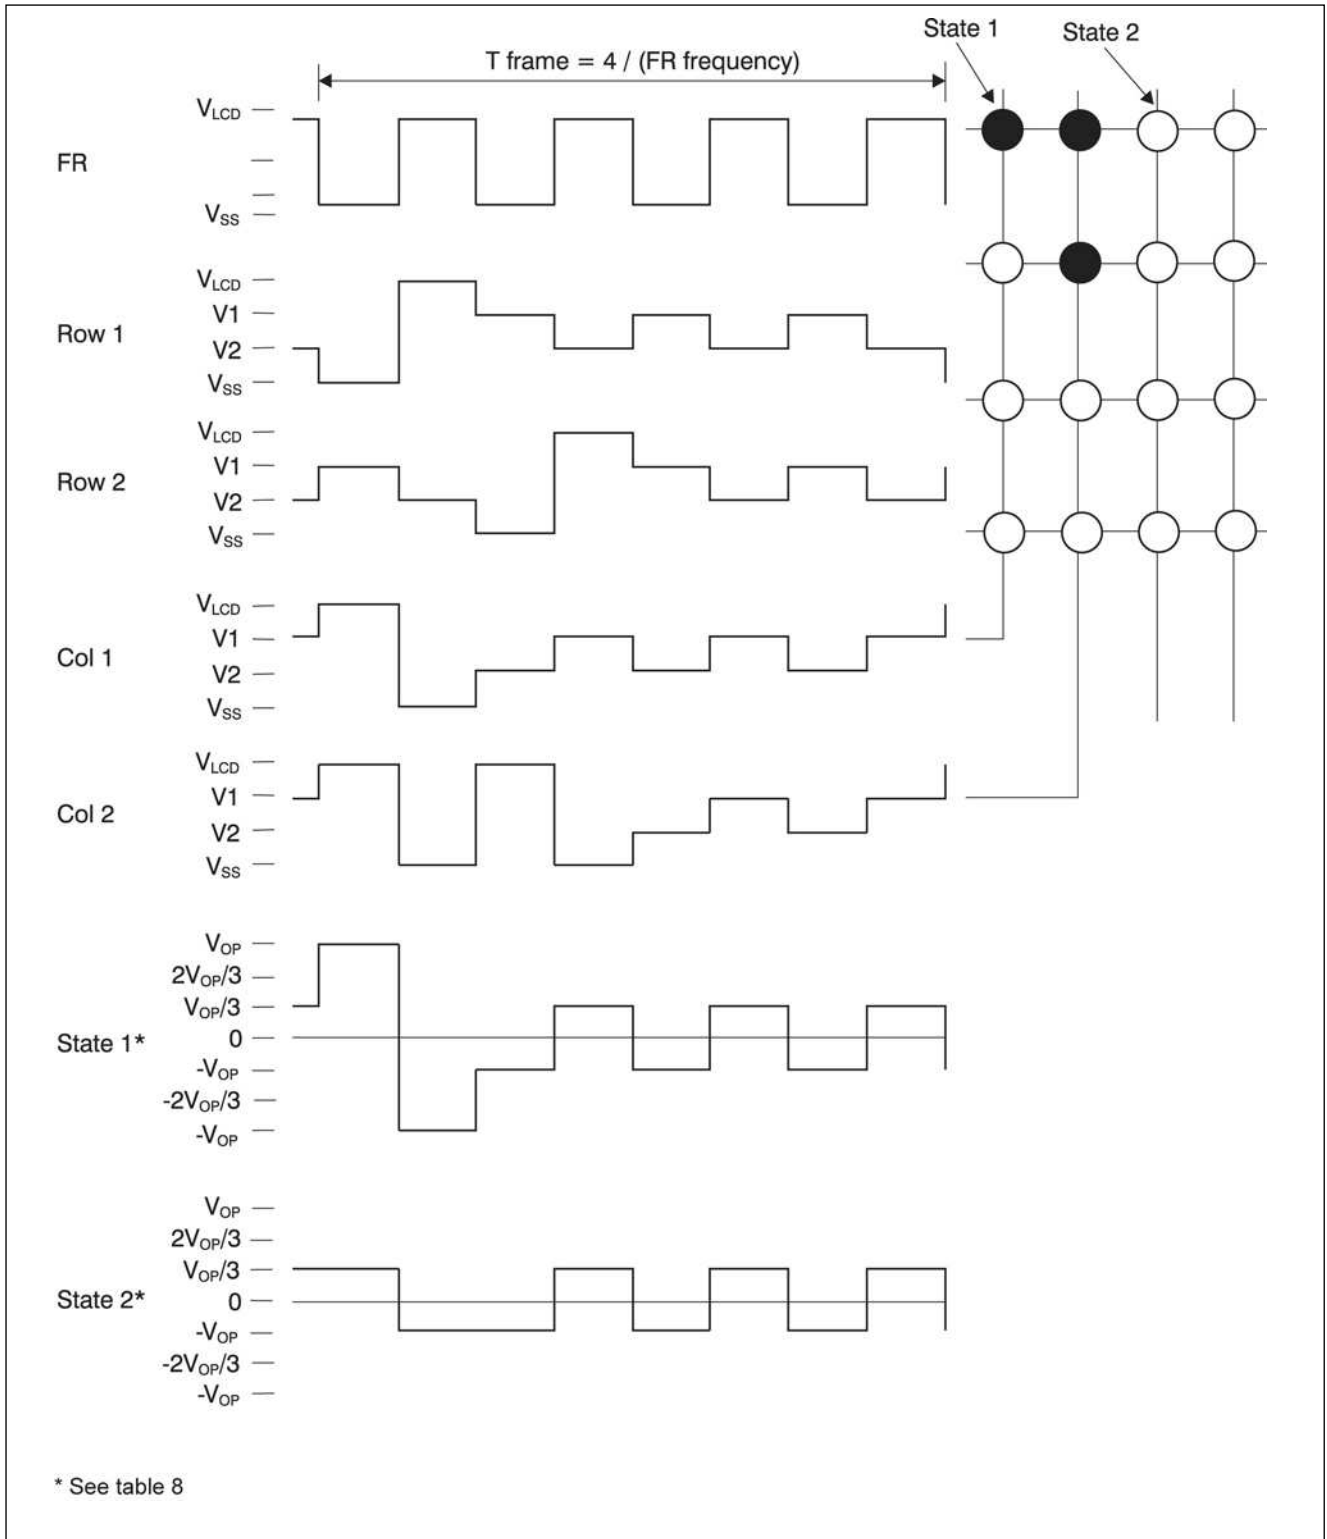 State 1
State 2
T frame = 4 / (FR frequency)
VLCD
FR
VSS
VLCD
V1
Row 1
V2
VSS
VLCD
V1
Row 2
V2
VSS
VLCD
V1
Col 1
V2
VSS
VLCD
V1
Col 2
V2
VSS
VOP
2VOP/3
VOP/3
0
State 1*
-VOP
-2VOP/3
-VOP
VOP
2VOP/3
VOP/3
0
State 2*
-VOP
-2VOP/3
-VOP
* See table 8